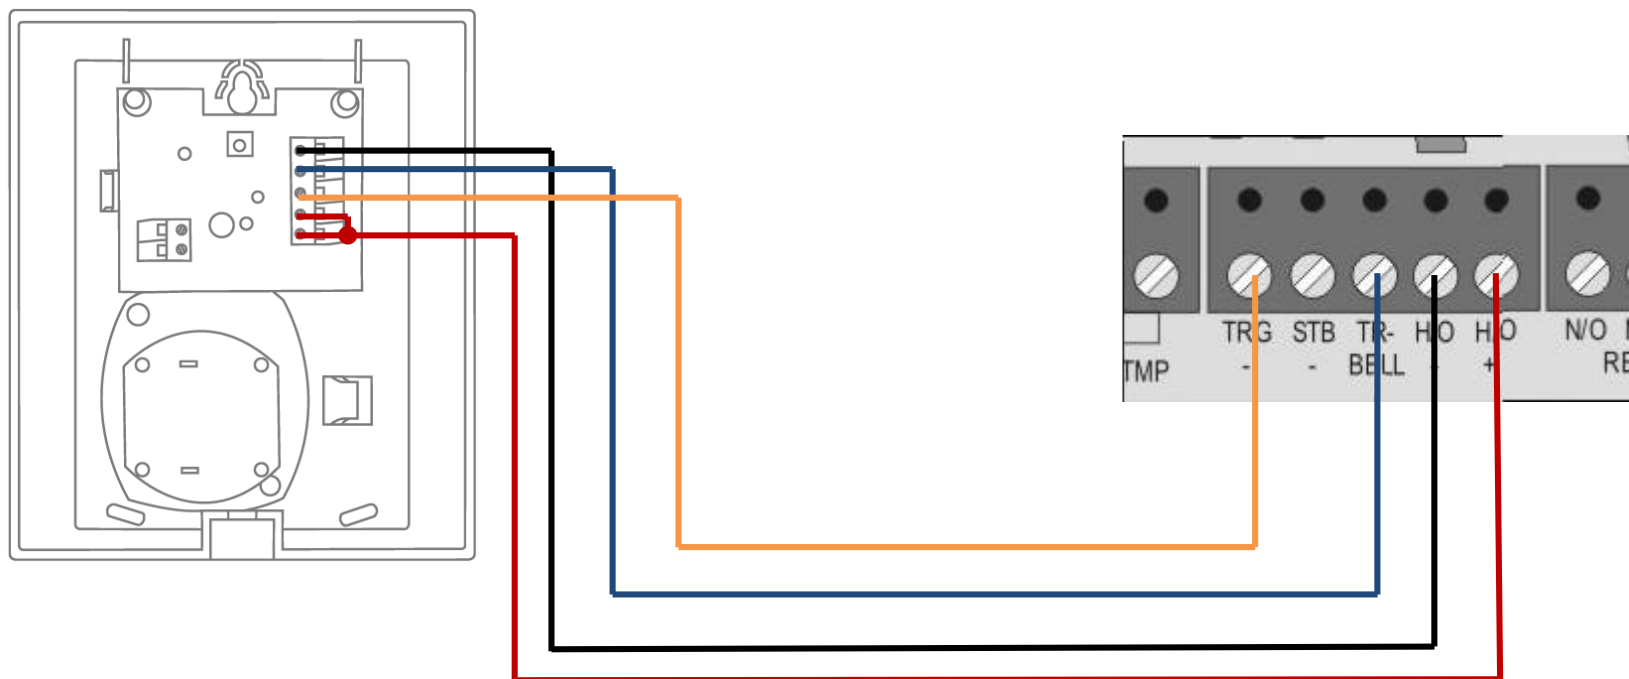 TRG STB TR- H/O H/O N/O
TMP - - BELL - + RE